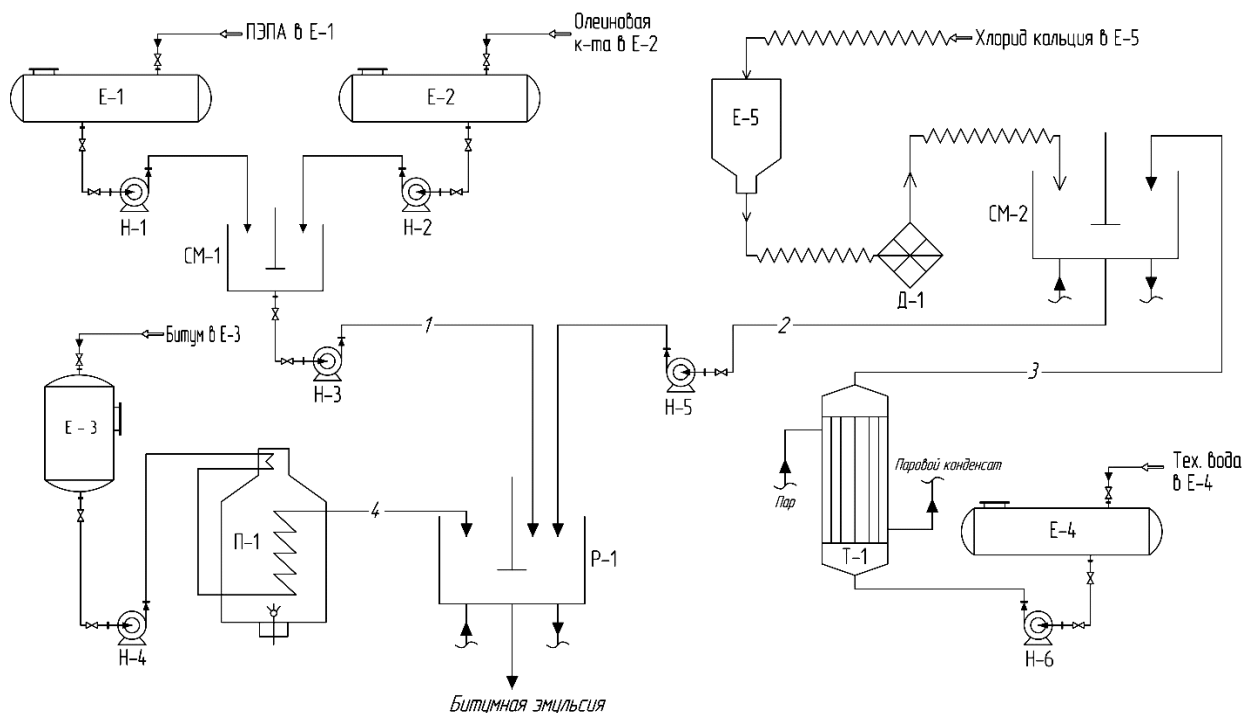 ПЭПА в Е-1
Олеиновая
к-та в Е-2
Хлорид кальция в Е-5
Е-1
Е-2
Е-5
Н-1
Н-2
СМ-1
СМ-2
Д-1
Битум в Е-3
1
2
Н-3
Н-5
3
Е-3
Паровой конденсат
Тех. вода
в Е-4
Пар
4
Е-4
П-1
Р-1
Т-1
Н-4
Н-6
Битумная эмульсия